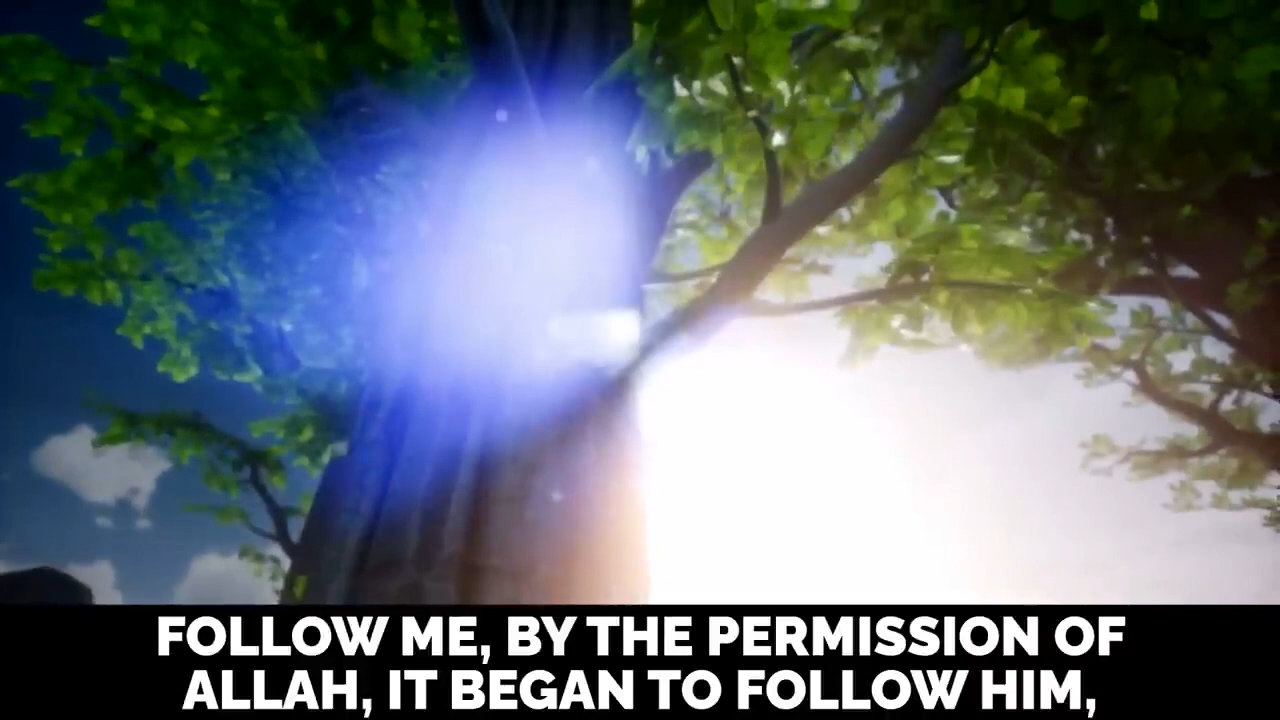 FOLLOW ME, BY THE PERMISSION OF
ALLAH, IT BEGAN TO FOLLOW HIM,